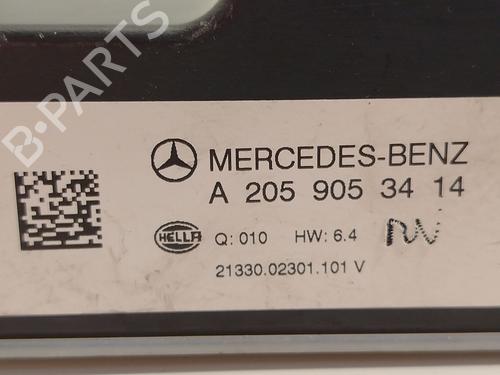 B-PARTS
MERCEDES-BENZ
A 205 905 34 14
HELLA
Q: 010 HW: 6.4
21330.02301.101 V